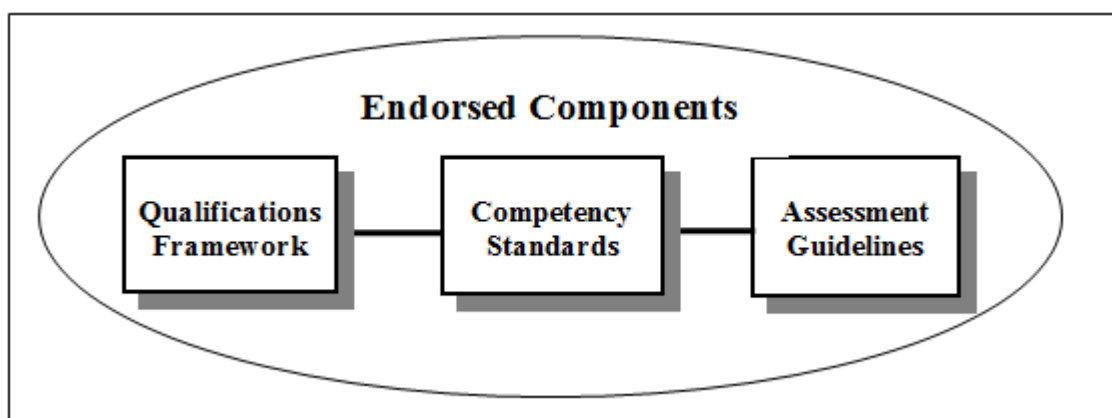 Endorsed Components
Qualifications
Framework
Competency
Standards
Assessment
Guidelines